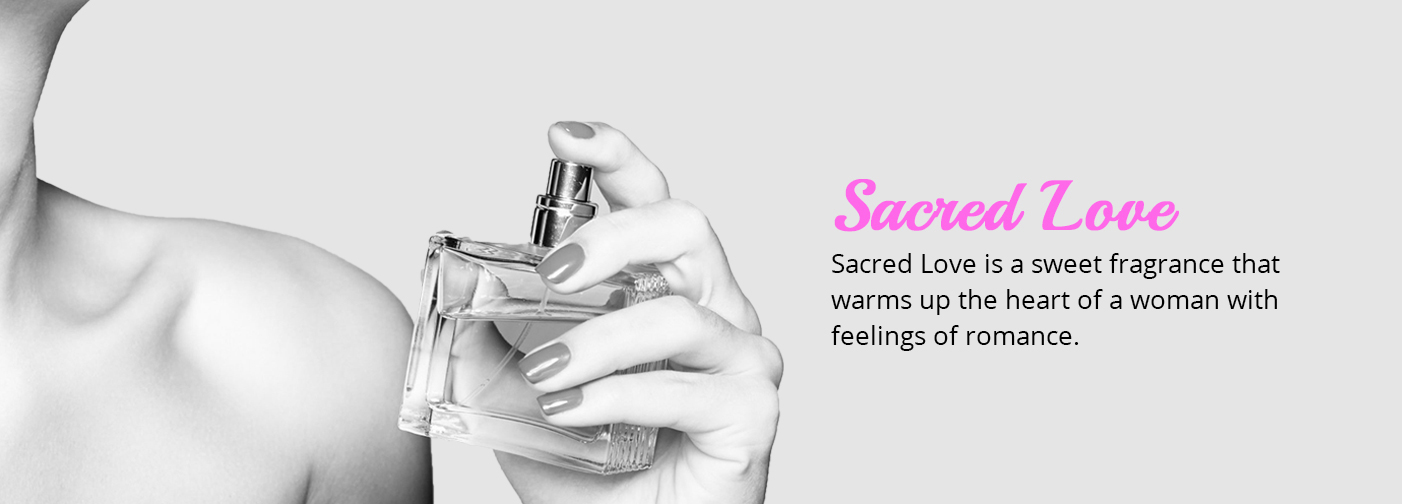 Sacred Love
Sacred Love is a sweet fragrance that
warms up the heart of a woman with
feelings of romance.